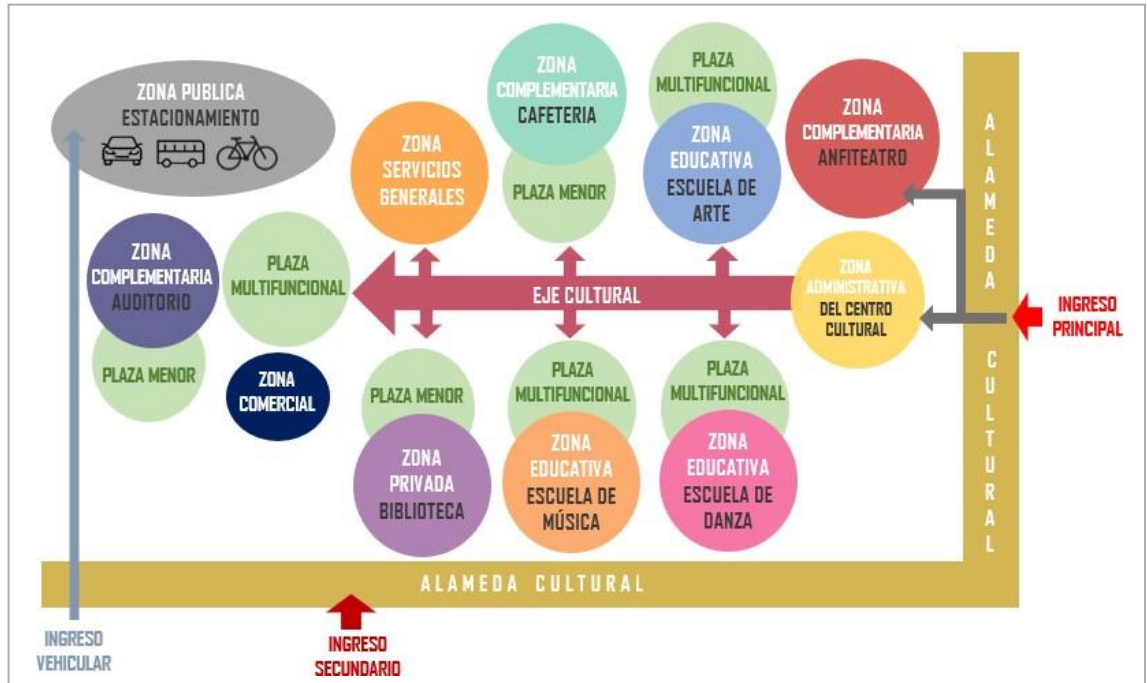 ZONA PUBLICA
ESTACIONAMIENTO
ZONA
SERVICIOS
GENERALES
ZONA
COMPLEMENTARIA
CAFETERIA
PLAZA MENOR
PLAZA
MULTIFUNCIONAL
ZONA
EDUCATIVA
ESCUELA DE
ARTE
ZONA
COMPLEMENTARIA
ANFITEATRO
ALAMEDA CULTURAL
ZONA
COMPLEMENTARIA
AUDITORIO
PLAZA MENOR
PLAZA
MULTIFUNCIONAL
EJE CULTURAL
ZONA
ADMINISTRATIVA
DEL CENTRO
CULTURAL
INGRESO
PRINCIPAL
ZONA
COMERCIAL
PLAZA MENOR
ZONA
PRIVADA
BIBLIOTECA
PLAZA
MULTIFUNCIONAL
ZONA
EDUCATIVA
ESCUELA DE
MÚSICA
PLAZA
MULTIFUNCIONAL
ZONA
EDUCATIVA
ESCUELA DE
DANZA
ALAMEDA CULTURAL
INGRESO
VEHICULAR
INGRESO
SECUNDARIO